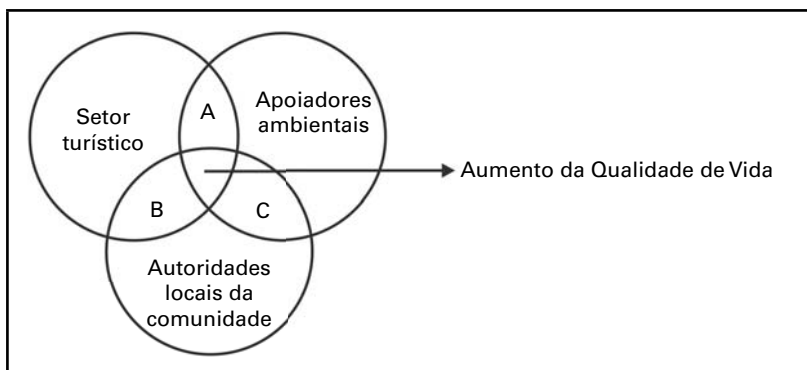 Setor
turístico
A
Apoiadores
ambientais
Aumento da Qualidade de Vida
B
C
Autoridades
locais da
comunidade